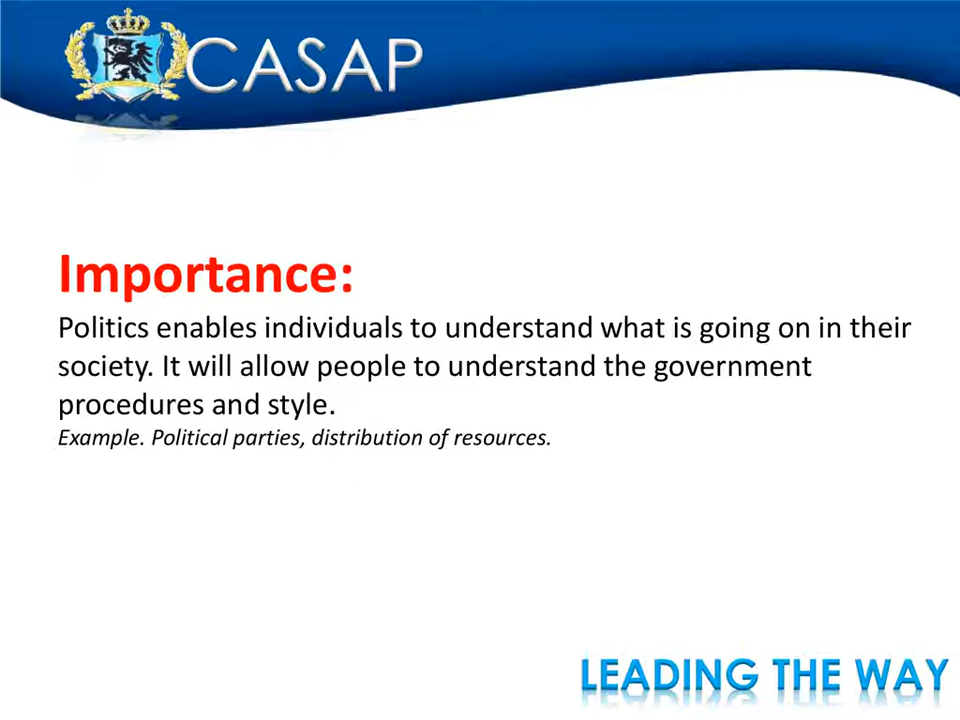 CASAP
Importance:
Politics enables individuals to understand what is going on in their
society. It will allow people to understand the government
procedures and style.
Example. Political parties, distribution of resources.
LEADING THE WAY